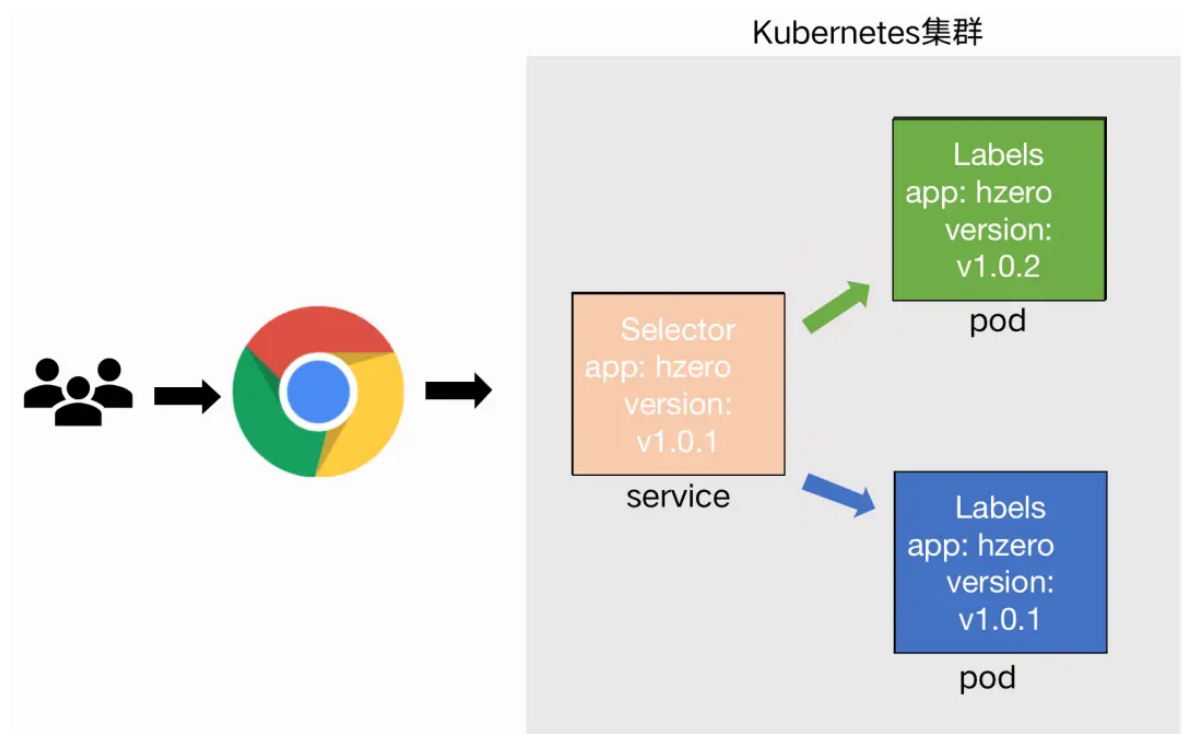 Kubernetes集群
Labels
app: hzero
version:
v1.0.2
pod
Selector
app: hzero
version:
v1.0.1
service
Labels
app: hzero
version:
v1.0.1
pod